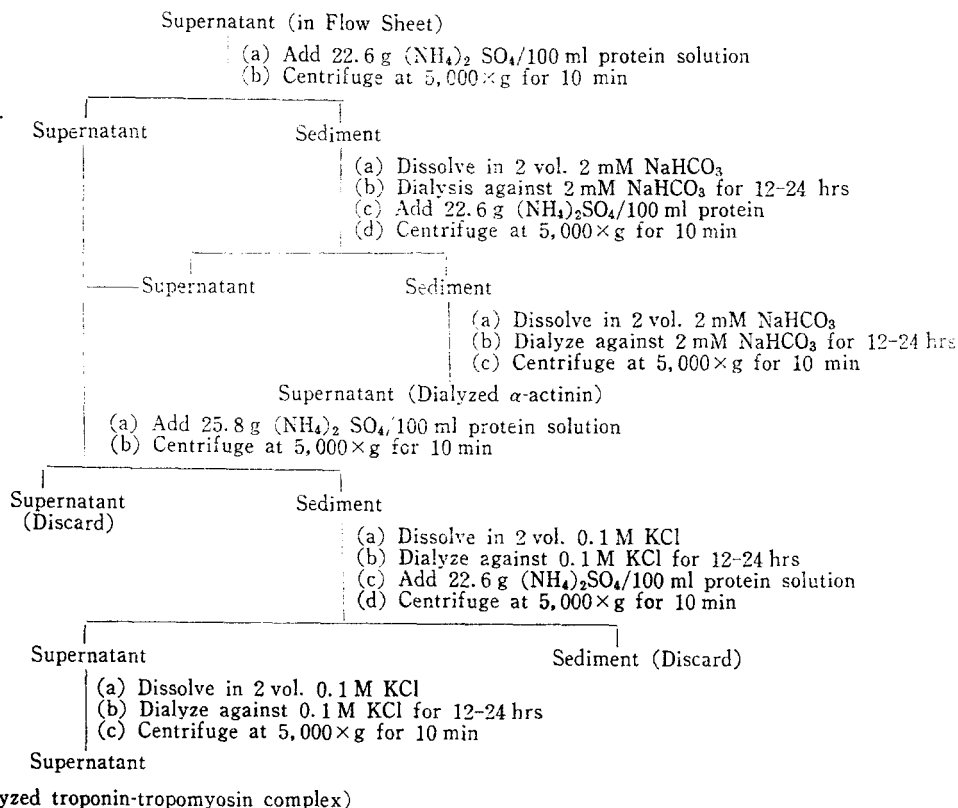 Supernatant (in Flow Sheet)
(a) Add 22.6 g (NH₄)₂ SO₄/100 ml protein solution
(b) Centrifuge at 5,000×g for 10 min
Supernatant Sediment
(a) Dissolve in 2 vol. 2 mM NaHCO₃
(b) Dialysis against 2 mM NaHCO₃ for 12-24 hrs
(c) Add 22.6 g (NH₄)₂SO₄/100 ml protein
(d) Centrifuge at 5,000×g for 10 min
Supernatant Sediment
(a) Dissolve in 2 vol. 2 mM NaHCO₃
(b) Dialyze against 2 mM NaHCO₃ for 12-24 hrs
(c) Centrifuge at 5,000×g for 10 min
Supernatant (Dialyzed α-actinin)
(a) Add 25.8 g (NH₄)₂ SO₄/100 ml protein solution
(b) Centrifuge at 5,000×g for 10 min
Supernatant Sediment
(Discard)
(a) Dissolve in 2 vol. 0.1 M KCl
(b) Dialyze against 0.1 M KCl for 12-24 hrs
(c) Add 22.6 g (NH₄)₂SO₄/100 ml protein solution
(d) Centrifuge at 5,000×g for 10 min
Supernatant Sediment (Discard)
(a) Dissolve in 2 vol. 0.1 M KCl
(b) Dialyze against 0.1 M KCl for 12-24 hrs
(c) Centrifuge at 5,000×g for 10 min
Supernatant
yzed troponin-tropomyosin complex)